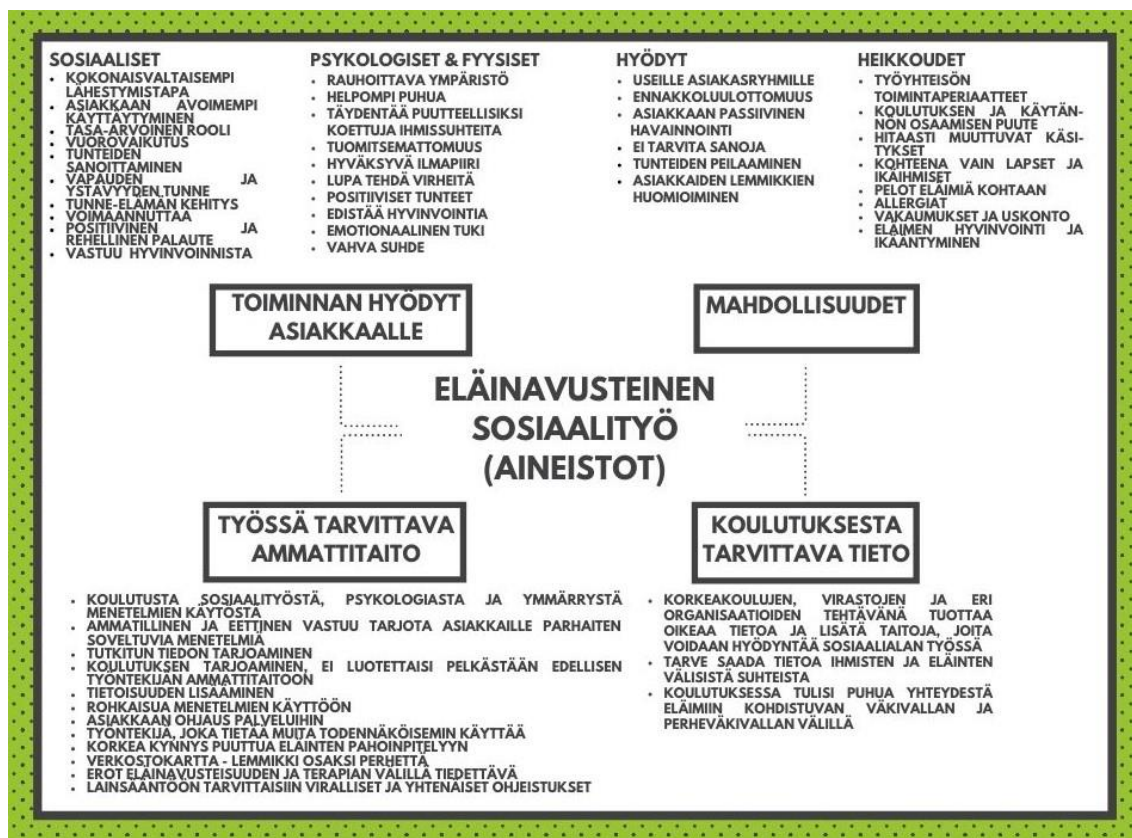 SOSIAALISET
• KOKONAISVALTAISEMPI
LÄHESTYMISTAPA
• ASIAKKAAN AVOIMEMPI
KÄYTTÄYTYMINEN
• TASA-ARVOINEN ROOLI
• VUOROVAIKUTUS
• TUNTEIDEN
SANOITTAMINEN
• VAPAUDEN JA
YSTÄVYYDEN TUNNE
• TUNNE-ELÄMÄN KEHITYS
• VOIMAANNUTTAA
• POSITIIVINEN JA
REHELLINEN PALAUTE
• VASTUU HYVINVOINNISTA
PSYKOLOGISET & FYYSISET
• RAUHOITTAVA YMPÄRISTÖ
• HELPOMPI PUHUA
• TÄYDENTÄÄ PUUTTEELLISIKSI
KOETTUJA IHMISSUHTEITA
• TUOMITSEMATTOMUUS
• HYVÄKSYVÄ ILMAPIIRI
• LUPA TEHDÄ VIRHEITÄ
• POSITIIVISET TUNTEET
• EDISTÄÄ HYVINVOINTIA
• EMOTIONAALINEN TUKI
• VAHVA SUHDE
HYÖDYT
• USEILLE ASIAKASRYHMILLE
• ENNAKKOLUULOTTOMUUS
• ASIAKKAAN PASSIIVINEN
HAVAINNOINTI
• EI TARVITA SANOJA
• TUNTEIDEN PEILAAMINEN
• ASIAKKAIDEN LEMMIKKIEN
HUOMIOIMINEN
HEIKKOUDET
• TYÖYHTEISÖN
TOIMINTAPERIAATTEET
• KOULUTUKSEN JA KÄYTÄN-
NÖN OSAAMISEN PUUTE
• HITAASTI MUUTTUVAT KÄSI-
TYKSET
• KOHTEENA VAIN LAPSET JA
IKÄIHMISET
• PELOT ELÄIMIÄ KOHTAAN
• ALLERGIAT
• VAKAUMUKSET JA USKONTO
• ELÄIMEN HYVINVOINTI JA
IKÄÄNTYMINEN
TOIMINNAN HYÖDYT
ASIAKKAALLE
MAHDOLLISUUDET
ELÄINAVUSTEINEN
SOSIAALITYÖ
(AINEISTOT)
TYÖSSÄ TARVITTAVA
AMMATTITAITO
KOULUTUKSESTA
TARVITTAVA TIETO
• KOULUTUSTA SOSIAALITYÖSTÄ, PSYKOLOGIASTA JA YMMÄRRYSTÄ
MENETELMIEN KÄYTÖSTÄ
• AMMATILLINEN JA EETTINEN VASTUU TARJOTA ASIAKKAILLE PARHAITEN
SOVELTUVIA MENETELMIÄ
• TUTKITUN TIEDON TARJOAMINEN
• KOULUTUKSEN TARJOAMINEN, EI LUOTETTAISI PELKÄSTÄÄN EDELLISEN
TYÖNTEKIJÄN AMMATTITAITOON
• TIETOISUUDEN LISÄÄMINEN
• ROHKAISUA MENETELMIEN KÄYTTÖÖN
• ASIAKKAAN OHJAUS PALVELUIHIN
• TYÖNTEKIJÄ, JOKA TIETÄÄ MUITA TODENNÄKÖISEMIN KÄYTTÄÄ
• KORKEA KYNNYS PUUTTUA ELÄINTEN PAHOINPITELYYN
• VERKOSTOKARTTA - LEMMIKKI OSAKSI PERHETTÄ
• EROT ELÄINAVUSTEISUUDEN JA TERAPIAN VÄLILLÄ TIEDETTÄVÄ
• LAINSÄÄNTÖÖN TARVITTAISIIN VIRALLISET JA YHTENÄISET OHJEISTUKSET
• KORKEAKOULUJEN, VIRASTOJEN JA ERI
ORGANISAATIOIDEN TEHTÄVÄNÄ TUOTTAA
OIKEAA TIETOA JA LISÄTÄ TAITOJA, JOITA
VOIDAAN HYÖDYNTÄÄ SOSIAALIALAN TYÖSSÄ
• TARVE SAADA TIETOA IHMISTEN JA ELÄINTEN
VÄLISISTÄ SUHTEISTA
• KOULUTUKSESSA TULISI PUHUA YHTEYDESTÄ
ELÄIMIIN KOHDISTUVAN VÄKIVALLAN JA
PERHEVÄKIVALLAN VÄLILLÄ